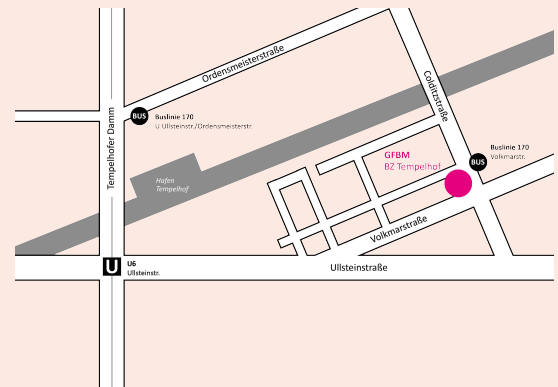 Ordensmeisterstraße
Colditzstraße
Tempelhofer Damm
BUS
Buslinie 170
U Ullsteinstr./Ordensmeisterstr.
GFBM
BZ Tempelhof
BUS
Buslinie 170
Volkmarstr.
Hafen
Tempelhof
Volkmarstraße
U
U6
Ullsteinstr.
Ullsteinstraße